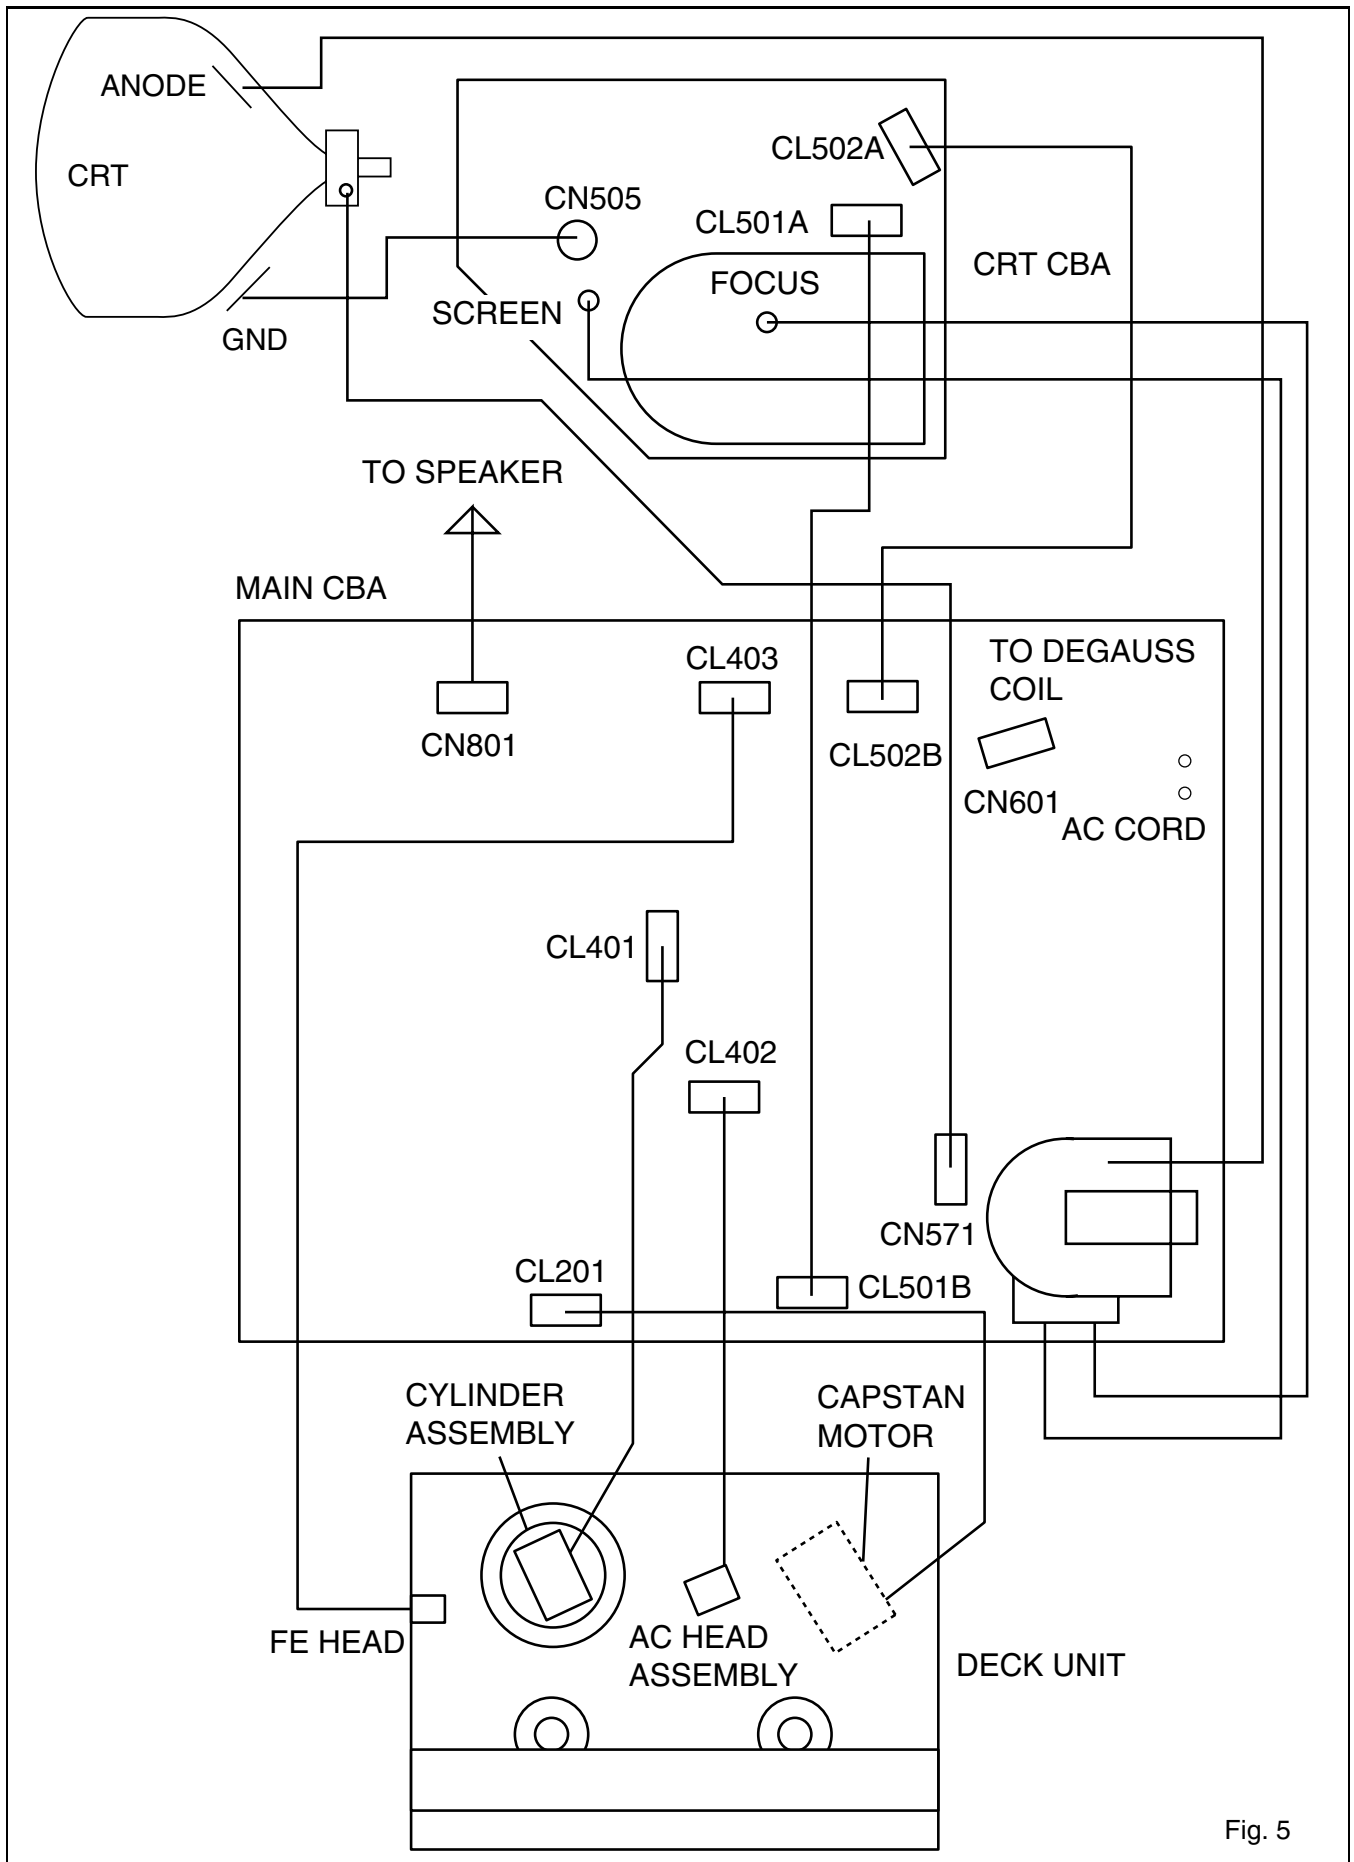 ANODE
CRT
CL502A
CN505
CL501A
CRT CBA
FOCUS
SCREEN
GND
TO SPEAKER
MAIN CBA
CL403
TO DEGAUSS
COIL
CN801
CL502B
CN601
AC CORD
CL401
CL402
CN571
CL201
CL501B
CYLINDER
ASSEMBLY
CAPSTAN
MOTOR
FE HEAD
AC HEAD
ASSEMBLY
DECK UNIT
Fig. 5